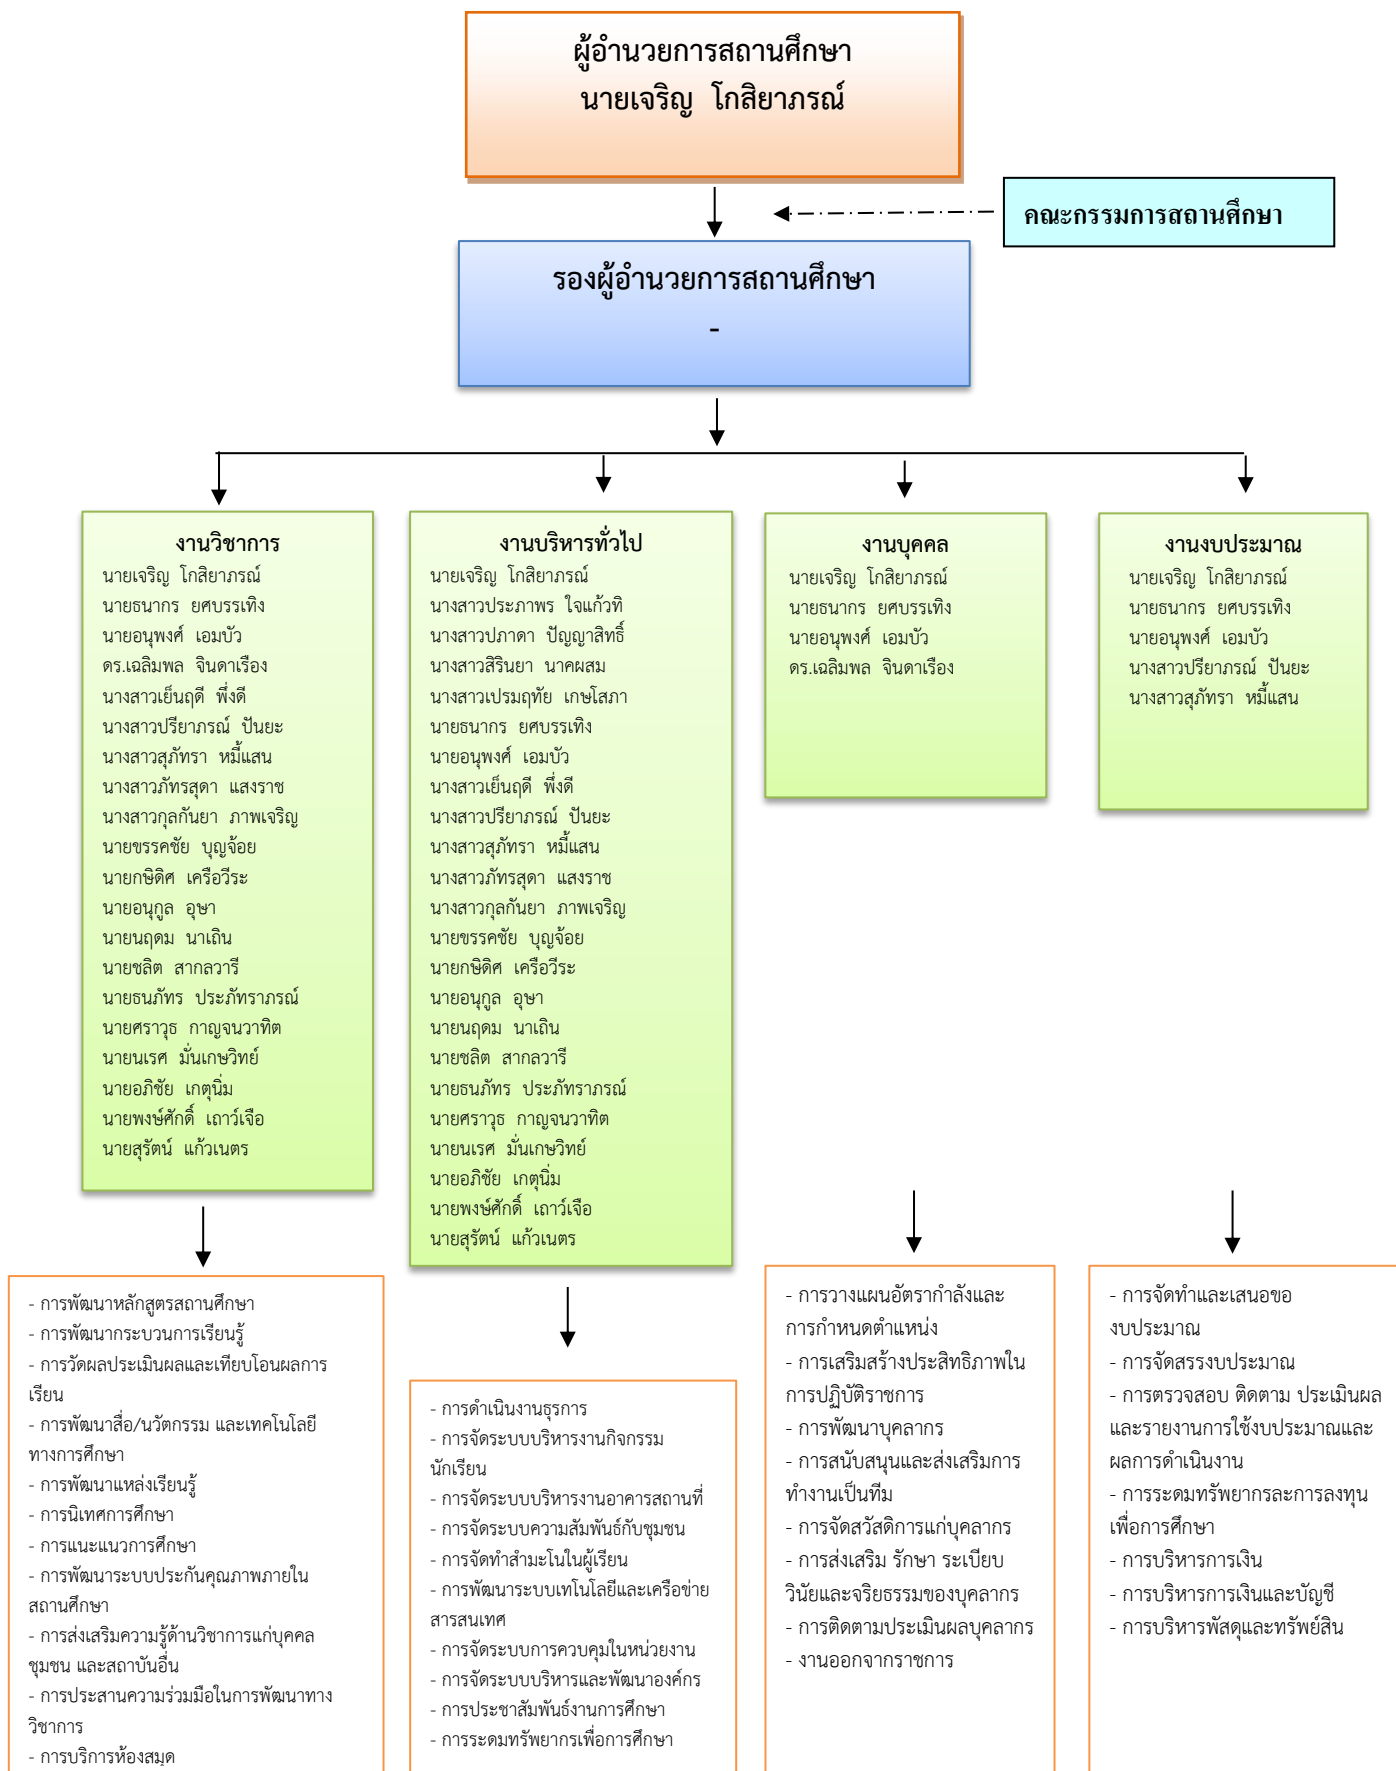 ผู้อำนวยการสถานศึกษา
นายเจริญ โกสิยาภรณ์
คณะกรรมการสถานศึกษา
รองผู้อำนวยการสถานศึกษา
-
งานวิชาการ
นายเจริญ โกสิยาภรณ์
นายธนากร ยศบรรเทิง
นายอนุพงศ์ เอมบัว
ดร.เฉลิมพล จินดาเรือง
นางสาวเย็นฤดี พึ่งดี
นางสาวปรียาภรณ์ ปันยะ
นางสาวสุภัทรา หมี้แสน
นางสาวภัทรสุดา แสงราช
นางสาวกุลกันยา ภาพเจริญ
นายขรรคชัย บุญจ้อย
นายกษิดิศ เครือวีระ
นายอนุกูล อุษา
นายนฤดม นาเถิน
นายชลิต สากลวารี
นายธนภัทร ประภัทราภรณ์
นายศราวุธ กาญจนวาทิต
นายนเรศ มั่นเกษวิทย์
นายอภิชัย เกตุนิ่ม
นายพงษ์ศักดิ์ เถาว์เจือ
นายสุรัตน์ แก้วเนตร
งานบริหารทั่วไป
นายเจริญ โกสิยาภรณ์
นางสาวประภาพร ใจแก้วทิ
นางสาวปภาดา ปัญญาสิทธิ์
นางสาวสิรินยา นาคผสม
นางสาวเปรมฤทัย เกษโสภา
นายธนากร ยศบรรเทิง
นายอนุพงศ์ เอมบัว
นางสาวเย็นฤดี พึ่งดี
นางสาวปรียาภรณ์ ปันยะ
นางสาวสุภัทรา หมี้แสน
นางสาวภัทรสุดา แสงราช
นางสาวกุลกันยา ภาพเจริญ
นายขรรคชัย บุญจ้อย
นายกษิดิศ เครือวีระ
นายอนุกูล อุษา
นายนฤดม นาเถิน
นายชลิต สากลวารี
นายธนภัทร ประภัทราภรณ์
นายศราวุธ กาญจนวาทิต
นายนเรศ มั่นเกษวิทย์
นายอภิชัย เกตุนิ่ม
นายพงษ์ศักดิ์ เถาว์เจือ
นายสุรัตน์ แก้วเนตร
งานบุคคล
นายเจริญ โกสิยาภรณ์
นายธนากร ยศบรรเทิง
นายอนุพงศ์ เอมบัว
ดร.เฉลิมพล จินดาเรือง
งานงบประมาณ
นายเจริญ โกสิยาภรณ์
นายธนากร ยศบรรเทิง
นายอนุพงศ์ เอมบัว
นางสาวปรียาภรณ์ ปันยะ
นางสาวสุภัทรา หมี้แสน
- การพัฒนาหลักสูตรสถานศึกษา
- การพัฒนากระบวนการเรียนรู้
- การวัดผลประเมินผลและเทียบโอนผลการ
เรียน
- การพัฒนาสื่อ/นวัตกรรม และเทคโนโลยี
ทางการศึกษา
- การพัฒนาแหล่งเรียนรู้
- การนิเทศการศึกษา
- การแนะแนวการศึกษา
- การพัฒนาระบบประกันคุณภาพภายใน
สถานศึกษา
- การส่งเสริมความรู้ด้านวิชาการแก่บุคคล
ชุมชน และสถาบันอื่น
- การประสานความร่วมมือในการพัฒนาทาง
วิชาการ
- การบริการห้องสมุด
- การดำเนินงานธุรการ
- การจัดระบบบริหารงานกิจกรรม
นักเรียน
- การจัดระบบบริหารงานอาคารสถานที่
- การจัดระบบความสัมพันธ์กับชุมชน
- การจัดทำสำมะโนในผู้เรียน
- การพัฒนาระบบเทโนโลยีและเครือข่าย
สารสนเทศ
- การจัดระบบการควบคุมในหน่วยงาน
- การจัดระบบบริหารและพัฒนาองค์กร
- การประชาสัมพันธ์งานการศึกษา
- การระดมทรัพยากรเพื่อการศึกษา
- การวางแผนอัตรากำลังและ
การกำหนดตำแหน่ง
- การเสริมสร้างประสิทธิภาพใน
การปฏิบัติราชการ
- การพัฒนาบุคลากร
- การสนับสนุนและส่งเสริมการ
ทำงานเป็นทีม
- การจัดสวัสดิการแก่บุคลากร
- การส่งเสริม รักษา ระเบียบ
วินัยและจริยธรรมของบุคลากร
- การติดตามประเมินผลบุคลากร
- งานออกจากราชการ
- การจัดทำและเสนอขอ
งบประมาณ
- การจัดสรรงบประมาณ
- การตรวจสอบ ติดตาม ประเมินผล
และรายงานการใช้งบประมาณและ
ผลการดำเนินงาน
- การระดมทรัพยากรละการลงทุน
เพื่อการศึกษา
- การบริหารการเงิน
- การบริหารการเงินและบัญชี
- การบริหารพัสดุและทรัพย์สิน